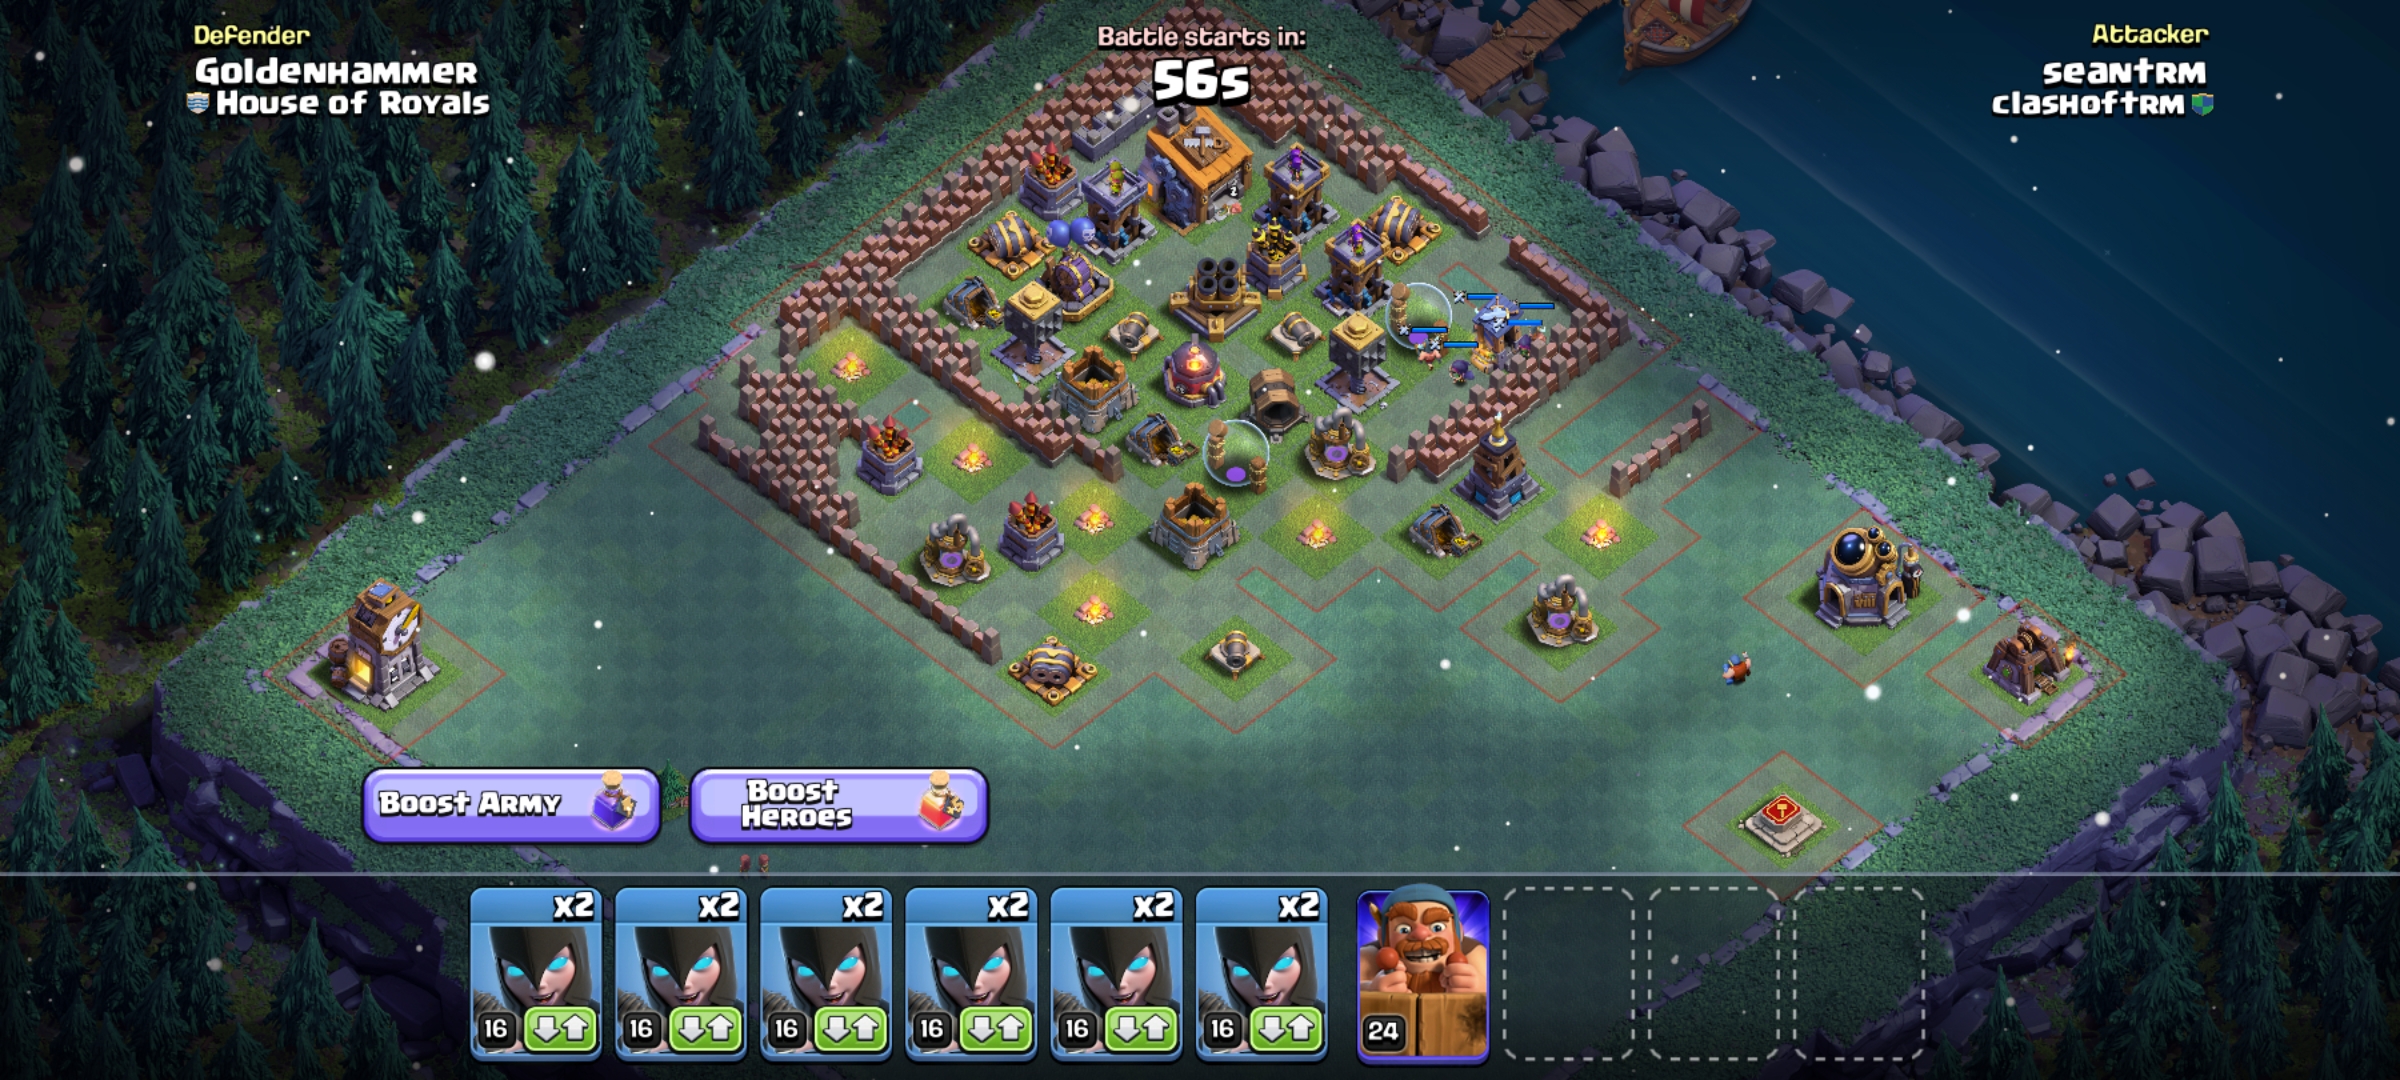 Defender
Goldenhammer
House of Royals
Battle starts in:
56s
Attacker
seantrm
clashoftrm
Boost Army
Boost
Heroes
x2
x2
x2
x2
x2
x2
16
16
16
16
16
16
24